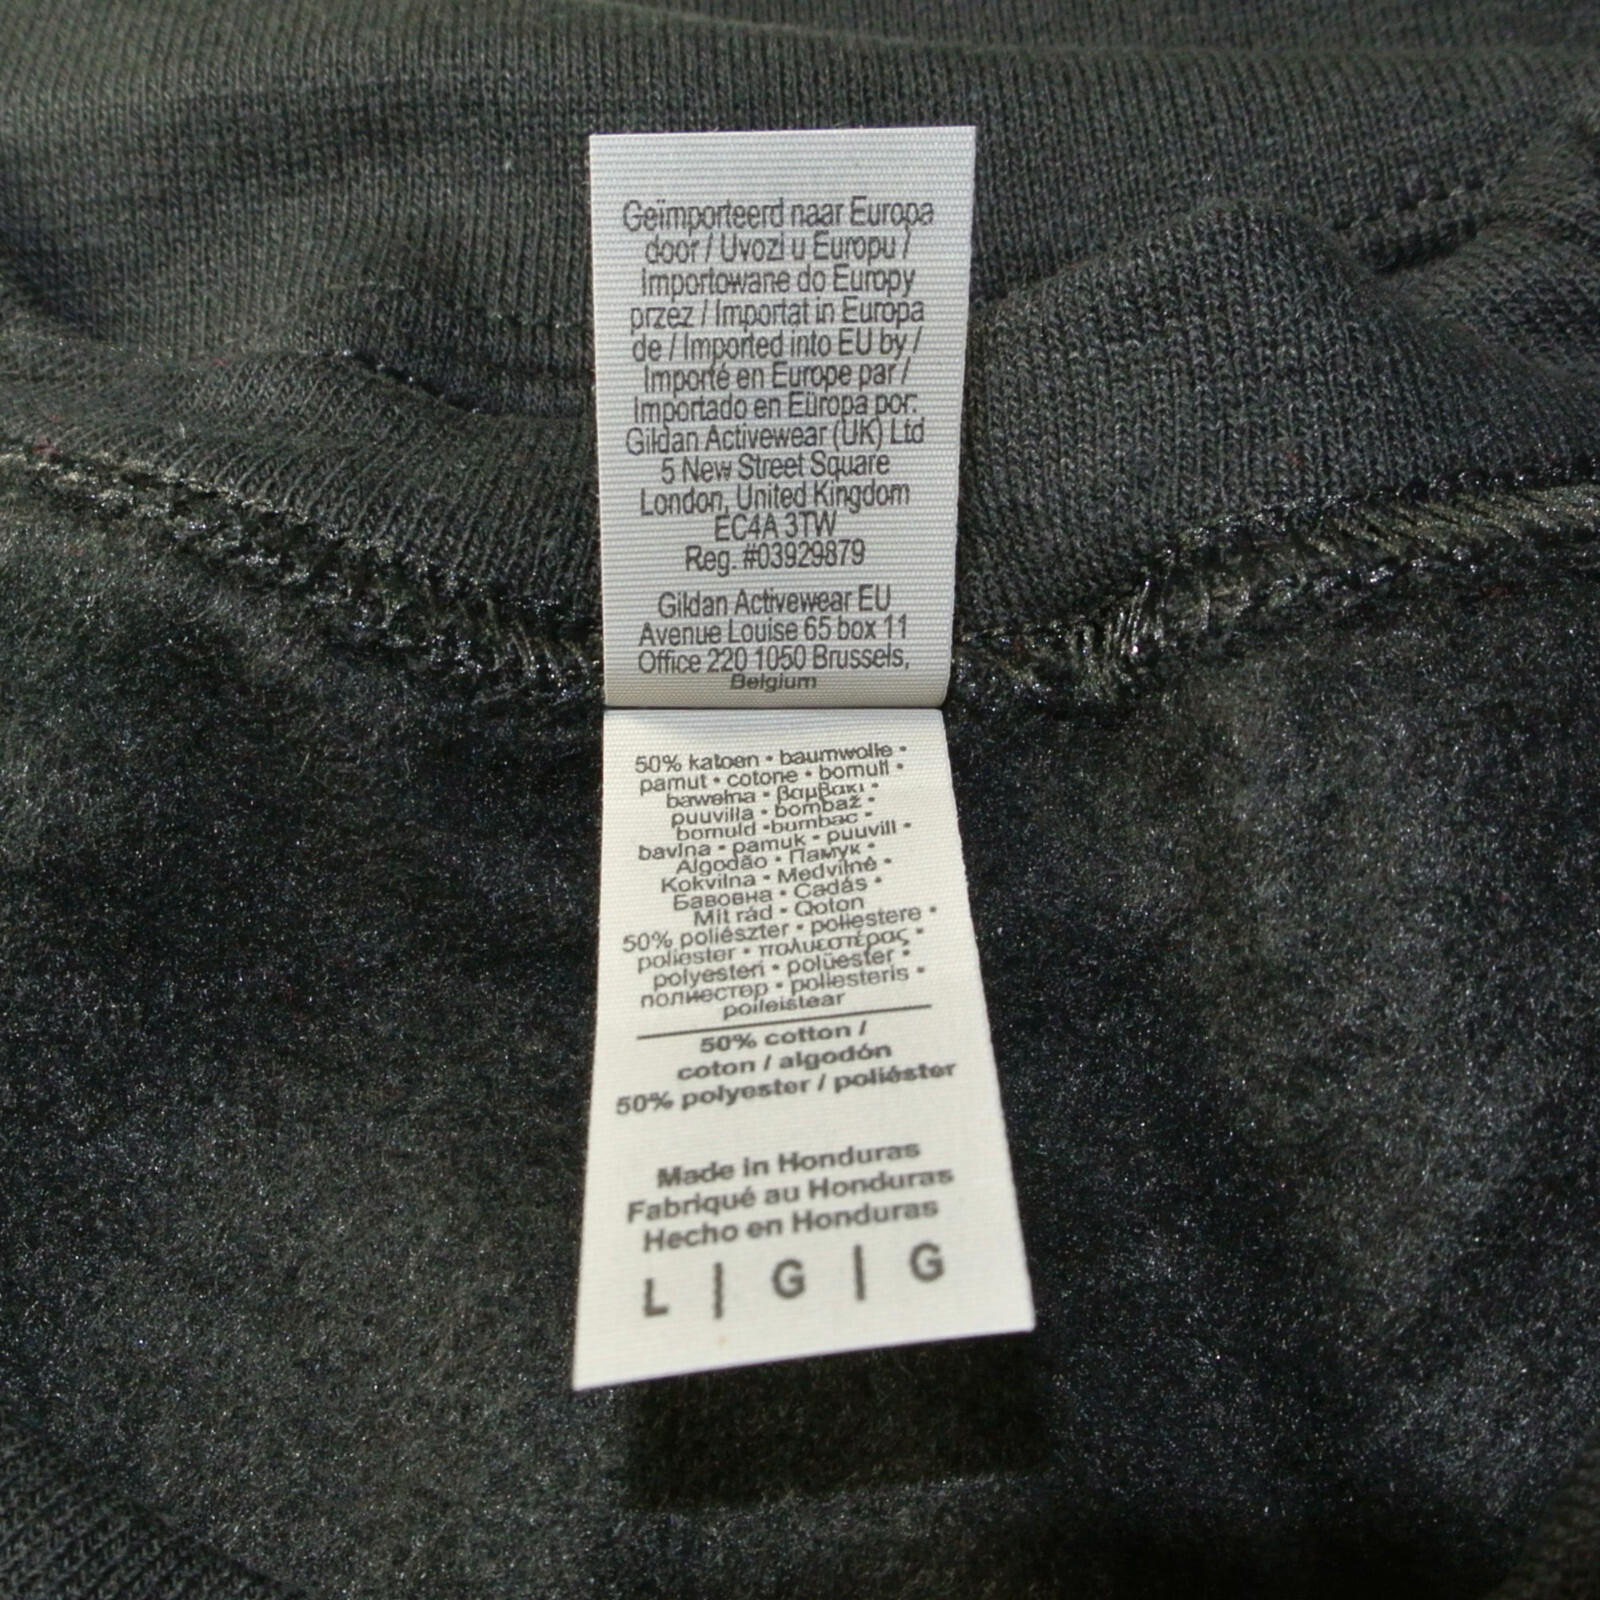 Geïmporteerd naar Europa
door / Uvozi u Europu /
Importowane do Europy
przez / Importat in Europa
de / Imported into EU by /
Importé en Europe par /
Importado en Europa por:
Gildan Activewear (UK) Ltd
5 New Street Square
London, United Kingdom
EC4A 3TW
Reg. #03929879
Gildan Activewear EU
Avenue Louise 65 box 11
Office 220 1050 Brussels,
Belgium
50% katoen • baumwolle •
pamut • cotone • bomull •
bawełna • βαμβακι •
puuvilla • bombaž •
bomuld •bumbac •
bavlna • pamuk • puuvill •
Algodão • Памук •
Kokvilna • Medvilnė •
Бавовна • Cadás •
Mit rád • Qoton
50% poliészter • poliestere •
poliester • πολυεστέρας •
polyesteri • polüester •
полиестер • poliesteris •
poileistear
50% cotton /
coton / algodón
50% polyester / poliéster
Made in Honduras
Fabriqué au Honduras
Hecho en Honduras
L | G | G